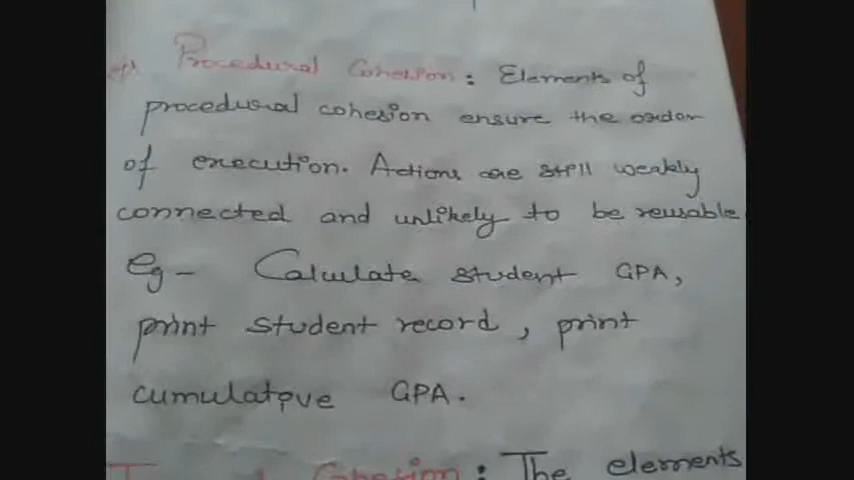 Procedural Cohesion : Elements of
procedural cohesion ensure the order
of execution. Actions are still weakly
connected and unlikely to be reusable
Eg - Calculate student GPA,
print student record, print
cumulative GPA.
Cohesion : The elements